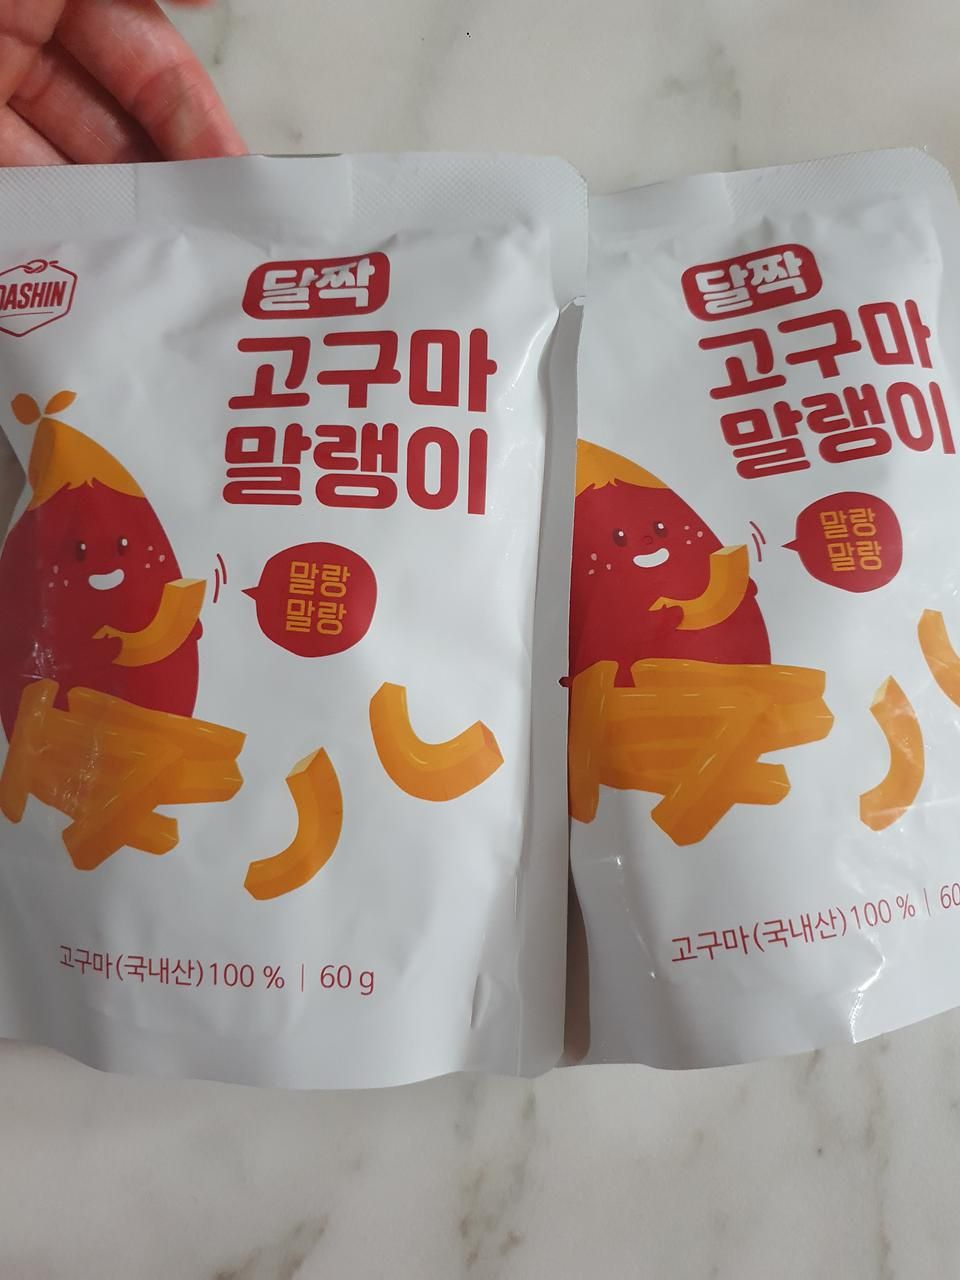 DASHIN
달짝
고구마
말랭이
말랑
말랑
고구마(국내산)100 % | 60 g
달짝
고구마
말랭이
말랑
말랑
고구마(국내산)100 % | 60